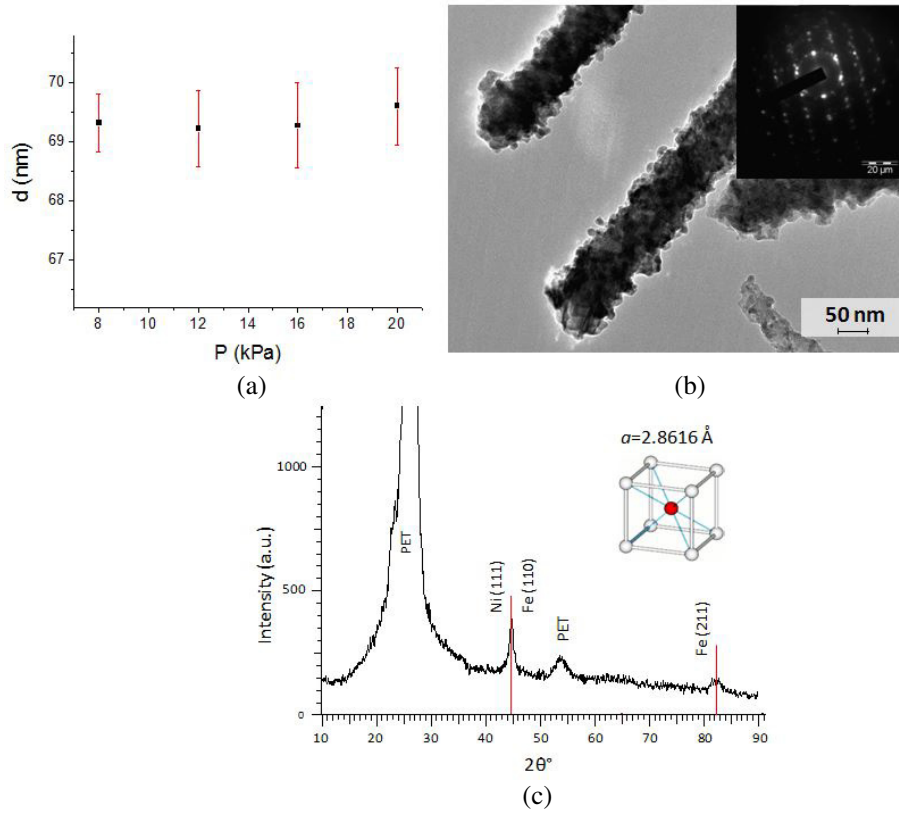 70
69
68
67
d (nm)
8
10
12
14
16
18
20
P (kPa)
(a)
20 µm
50 nm
(b)
1000
500
0
Intensity (a.u.)
PET
Ni (111)
Fe (110)
PET
Fe (211)
a=2.8616 Å
10
20
30
40
50
60
70
80
90
2θ°
(c)